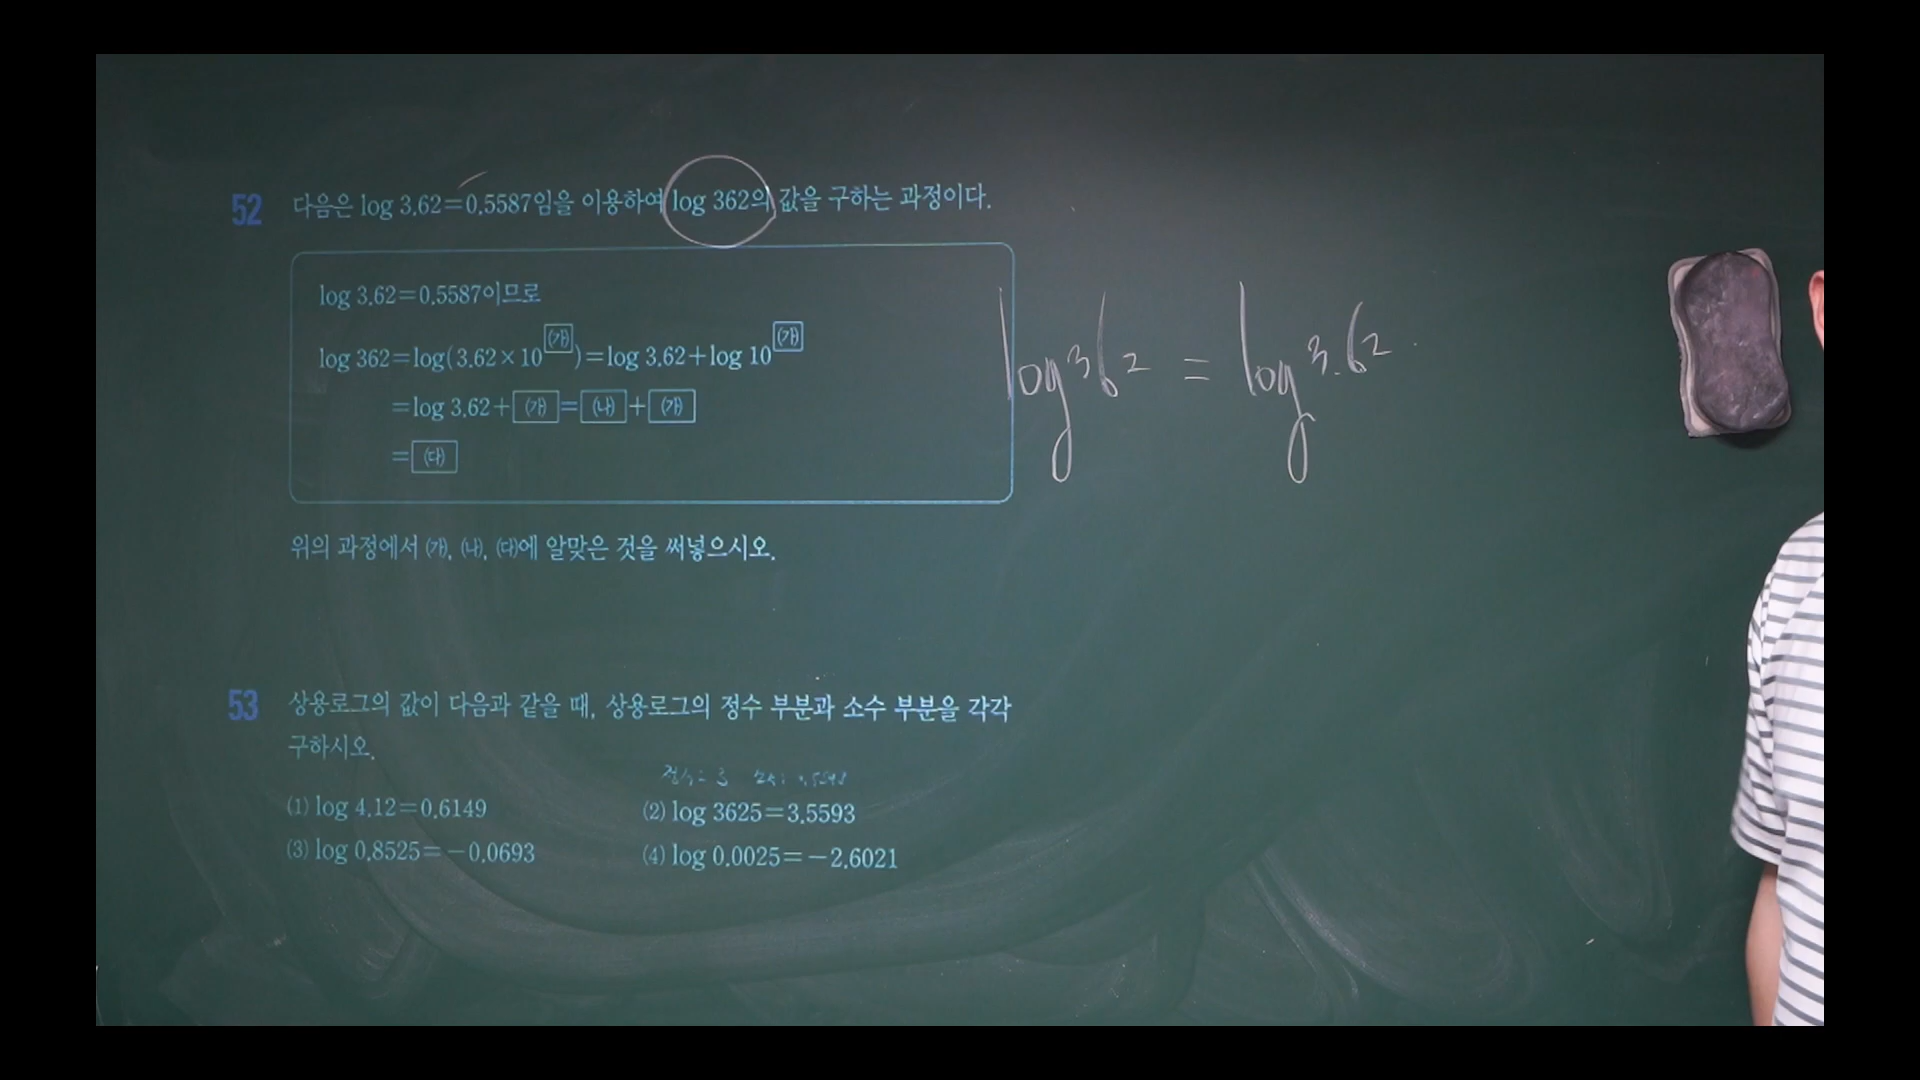 52 다음은 log 3.62=0.5587임을 이용하여 log 362의 값을 구하는 과정이다.
log 3.62=0.5587이므로
log 362=log(3.62×10^(가))=log 3.62+log 10^(가)
=log 3.62+(가)=(나)+(가)
=(다)
log 362 = log 3.62
위의 과정에서 (가), (나), (다)에 알맞은 것을 써넣으시오.
53 상용로그의 값이 다음과 같을 때, 상용로그의 정수 부분과 소수 부분을 각각
구하시오.
(1) log 4.12=0.6149 (2) log 3625=3.5593
(3) log 0.8525=-0.0693 (4) log 0.0025=-2.6021